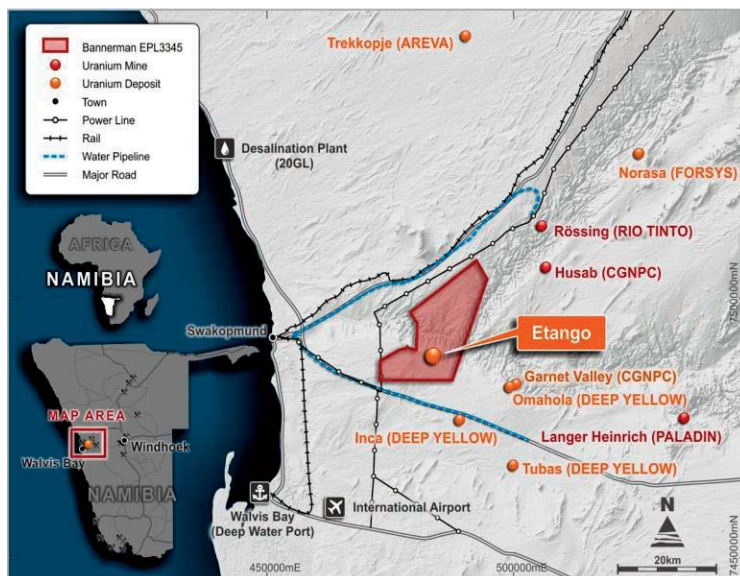 Bannerman EPL3345
Uranium Mine
Uranium Deposit
Town
Power Line
Rail
Water Pipeline
Major Road
Trekkopje (AREVA)
Desalination Plant
(20GL)
Norasa (FORSYS)
AFRICA
NAMIBIA
Rössing (RIO TINTO)
Husab (CGNPC)
7500000mN
Swakopmund
Etango
Garnet Valley (CGNPC)
Omahola (DEEP YELLOW)
MAP AREA
Windhoek
Walvis Bay
NAMIBIA
Inca (DEEP YELLOW)
Langer Heinrich (PALADIN)
Tubas (DEEP YELLOW)
International Airport
Walvis Bay
(Deep Water Port)
N
20km
450000mE
500000mE
7450000mN